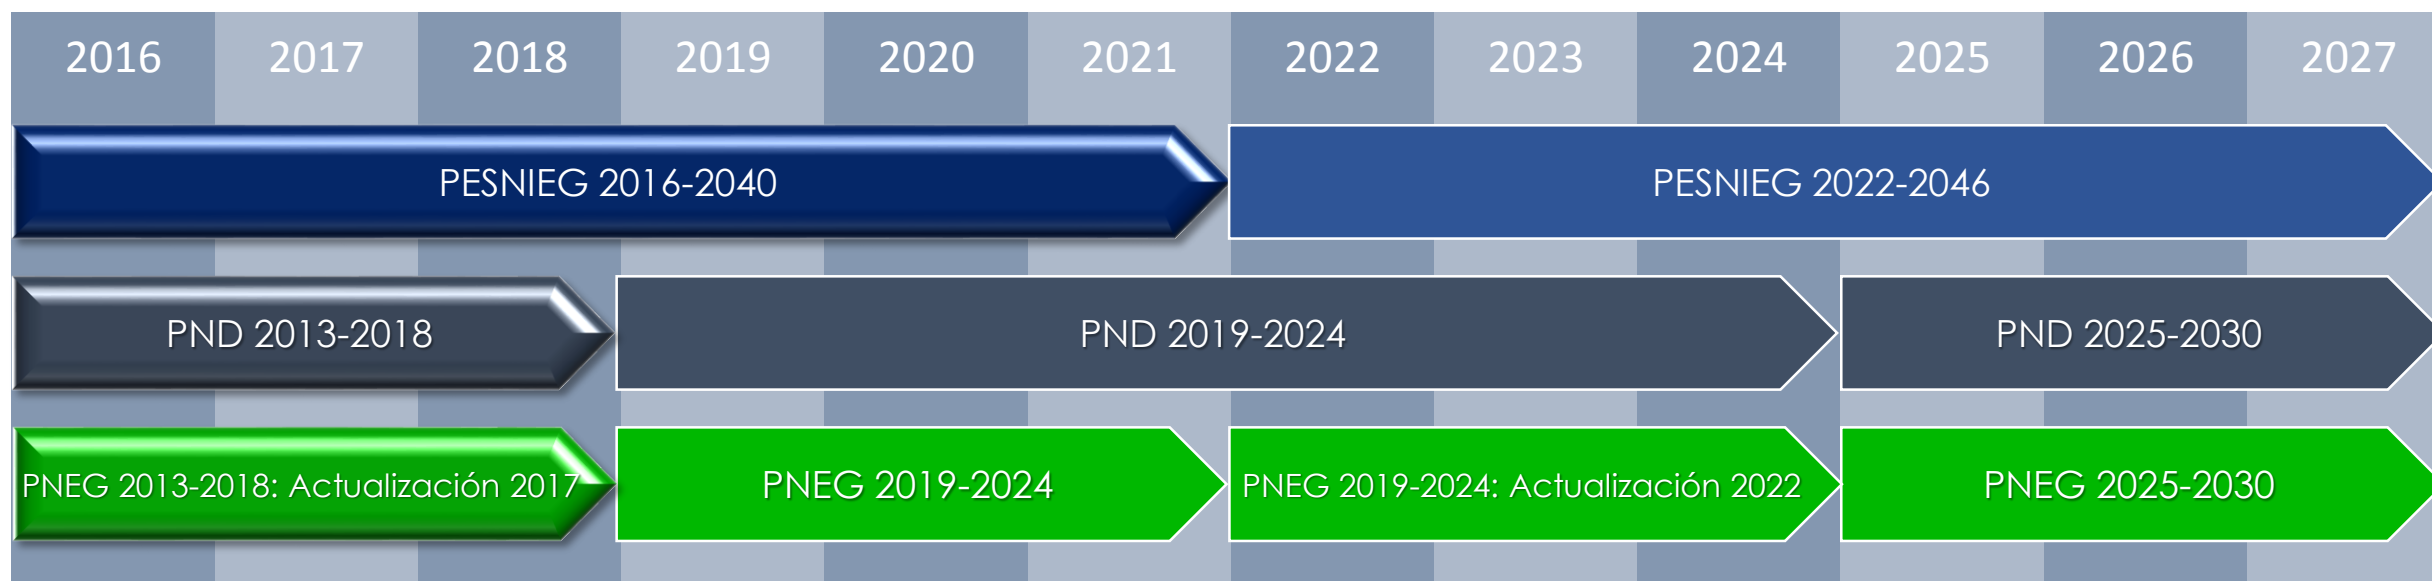 2016 2017 2018 2019 2020 2021 2022 2023 2024 2025 2026 2027
PESNIEG 2016-2040 PESNIEG 2022-2046
PND 2013-2018 PND 2019-2024 PND 2025-2030
PNEG 2013-2018: Actualización 2017 PNEG 2019-2024 PNEG 2019-2024: Actualización 2022 PNEG 2025-2030